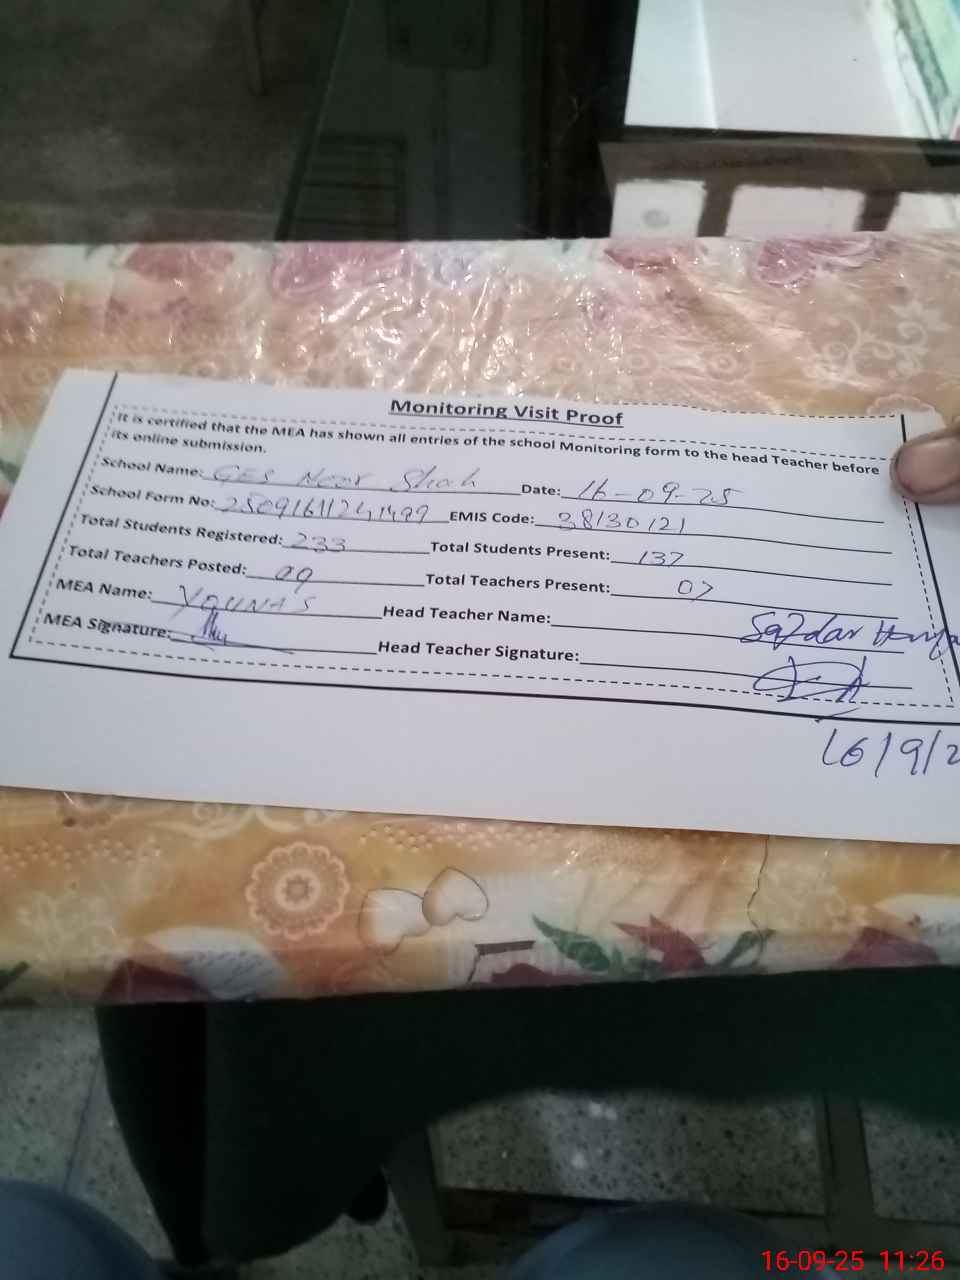 Monitoring Visit Proof
It is certified that the MEA has shown all entries of the school Monitoring form to the head Teacher before
its online submission.
School Name: GES Noor Shah Date: 16-09-25
School Form No: 25091611241499 EMIS Code: 38130121
Total Students Registered: 233 Total Students Present: 137
Total Teachers Posted: 09 Total Teachers Present: 07
MEA Name: YOUNAS Head Teacher Name: Safdar
MEA Signature: Head Teacher Signature:
16/9/2
16-09-25 11:26